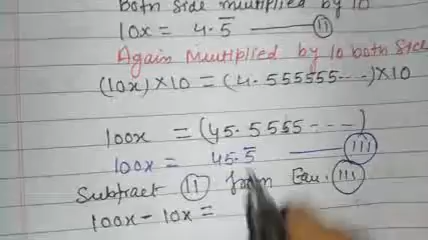 Both side multiplied by 10
10x = 4.5̅ —— (II)
Again Multiplied by 10 both side
(10x) × 10 = (4.555555---) × 10
100x = (45.5555----)
100x = 45.5̅ —— (III)
Subtract (II) from Equ. (III)
100x - 10x =